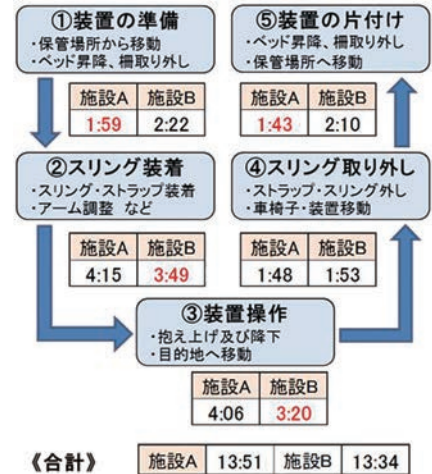 ①装置の準備
・保管場所から移動
・ベッド昇降、柵取り外し
施設A 施設B
1:59 2:22
②スリング装着
・スリング・ストラップ装着
・アーム調整 など
施設A 施設B
4:15 3:49
③装置操作
・抱え上げ及び降下
・目的地へ移動
施設A 施設B
4:06 3:20
④スリング取り外し
・ストラップ・スリング外し
・車椅子・装置移動
施設A 施設B
1:48 1:53
⑤装置の片付け
・ベッド昇降、柵取り外し
・保管場所へ移動
施設A 施設B
1:43 2:10
《合計》 施設A 13:51 施設B 13:34